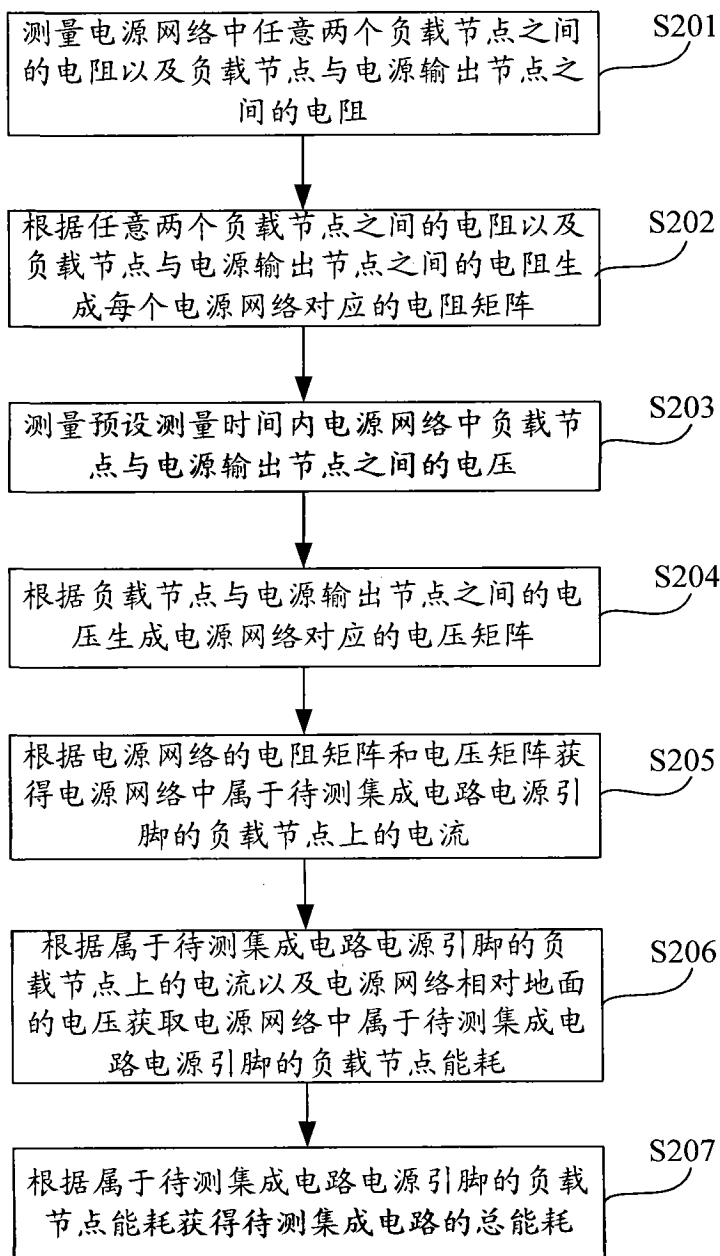 测量电源网络中任意两个负载节点之间
的电阻以及负载节点与电源输出节点之
间的电阻
S201
根据任意两个负载节点之间的电阻以及
负载节点与电源输出节点之间的电阻生
成每个电源网络对应的电阻矩阵
S202
测量预设测量时间内电源网络中负载节
点与电源输出节点之间的电压
S203
根据负载节点与电源输出节点之间的电
压生成电源网络对应的电压矩阵
S204
根据电源网络的电阻矩阵和电压矩阵获
得电源网络中属于待测集成电路电源引
脚的负载节点上的电流
S205
根据属于待测集成电路电源引脚的负
载节点上的电流以及电源网络相对地面
的电压获取电源网络中属于待测集成电
路电源引脚的负载节点能耗
S206
根据属于待测集成电路电源引脚的负载
节点能耗获得待测集成电路的总能耗
S207